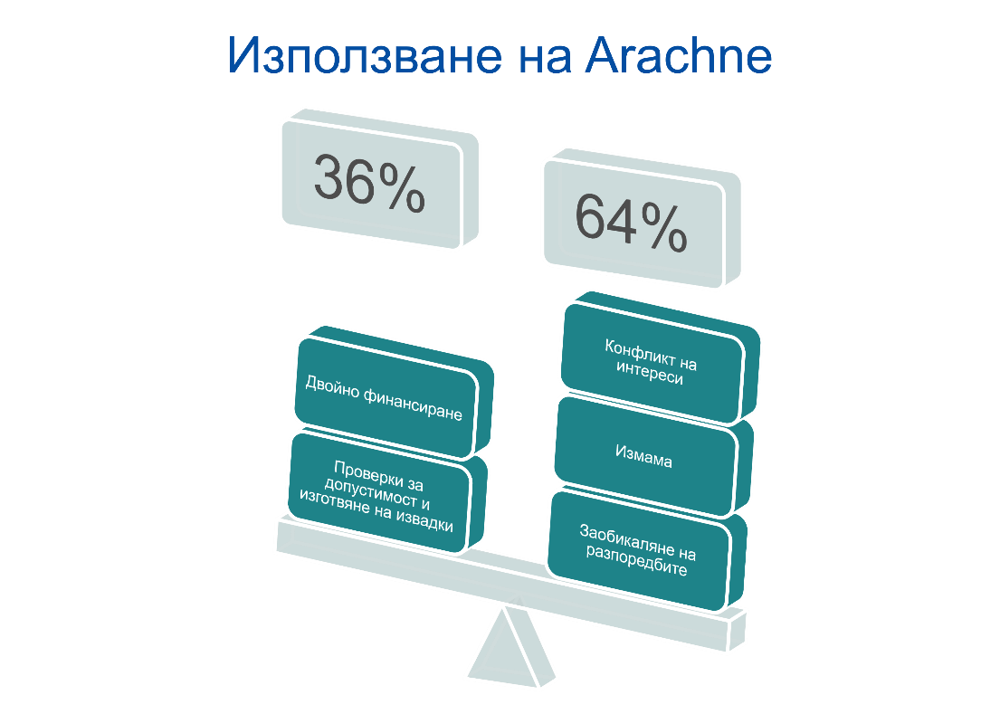 Използване на Arachne
36%
64%
Двойно финансиране
Проверки за
допустимост и
изготвяне на извадки
Конфликт на
интереси
Измама
Заобикаляне на
разпоредбите